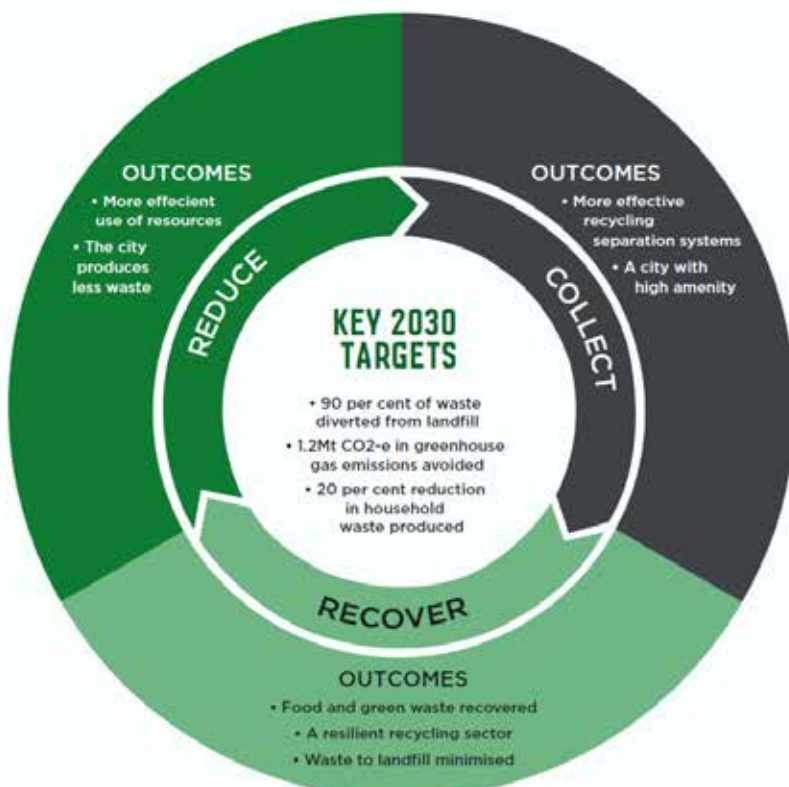 OUTCOMES
• More effecient
use of resources
• The city
produces
less waste
REDUCE
OUTCOMES
• More effective
recycling
separation systems
• A city with
high amenity
COLLECT
KEY 2030
TARGETS
• 90 per cent of waste
diverted from landfill
• 1.2Mt CO2-e in greenhouse
gas emissions avoided
• 20 per cent reduction
in household
waste produced
RECOVER
OUTCOMES
• Food and green waste recovered
• A resilient recycling sector
• Waste to landfill minimised